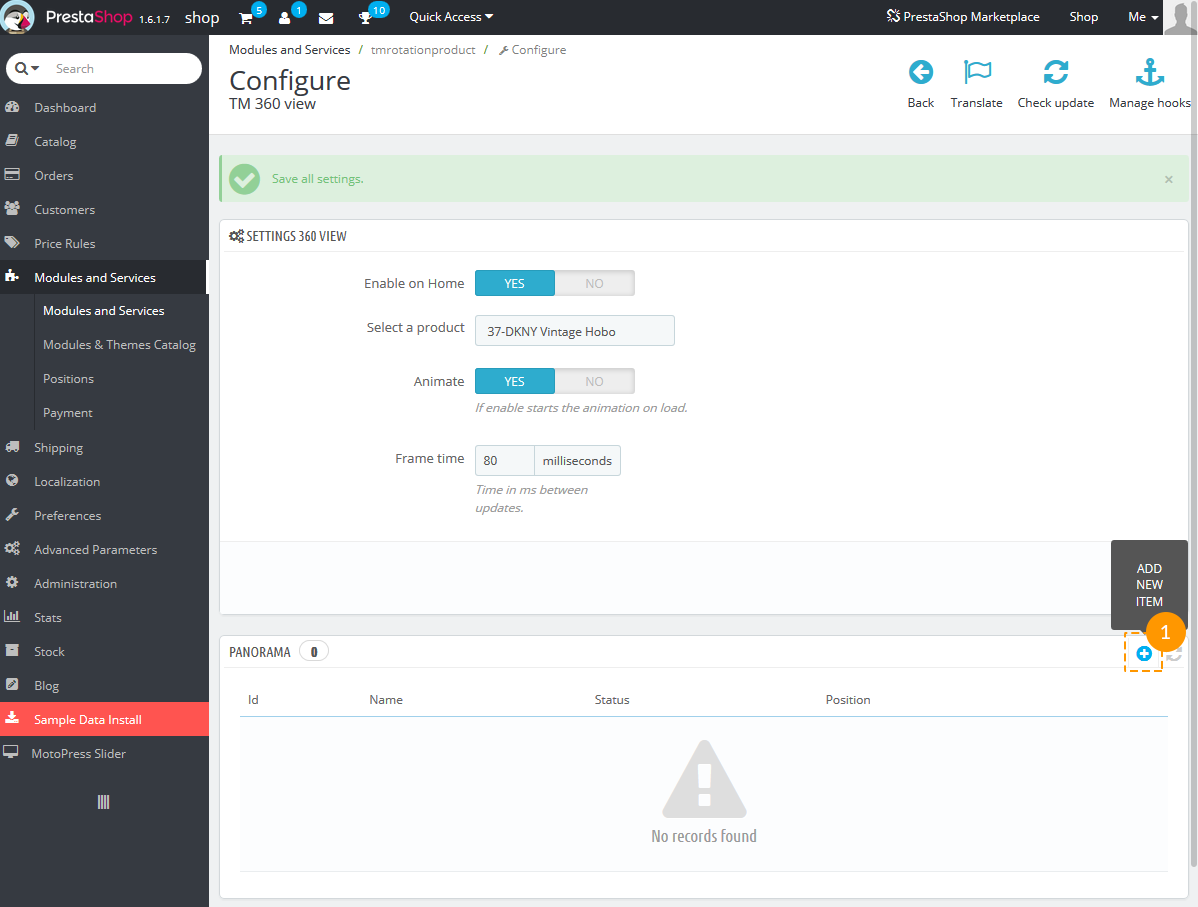 PrestaShop 1.6.1.7 shop 5 1 10 Quick Access PrestaShop Marketplace Shop Me
Search
Dashboard
Catalog
Orders
Customers
Price Rules
Modules and Services
Modules and Services
Modules & Themes Catalog
Positions
Payment
Shipping
Localization
Preferences
Advanced Parameters
Administration
Stats
Stock
Blog
Sample Data Install
MotoPress Slider
Modules and Services / tmrotationproduct / Configure
Configure
TM 360 view
Back Translate Check update Manage hooks
Save all settings. ×
SETTINGS 360 VIEW
Enable on Home YES NO
Select a product 37-DKNY Vintage Hobo
Animate YES NO
If enable starts the animation on load.
Frame time 80 milliseconds
Time in ms between
updates.
ADD
NEW
ITEM
1
PANORAMA 0
Id Name Status Position
No records found